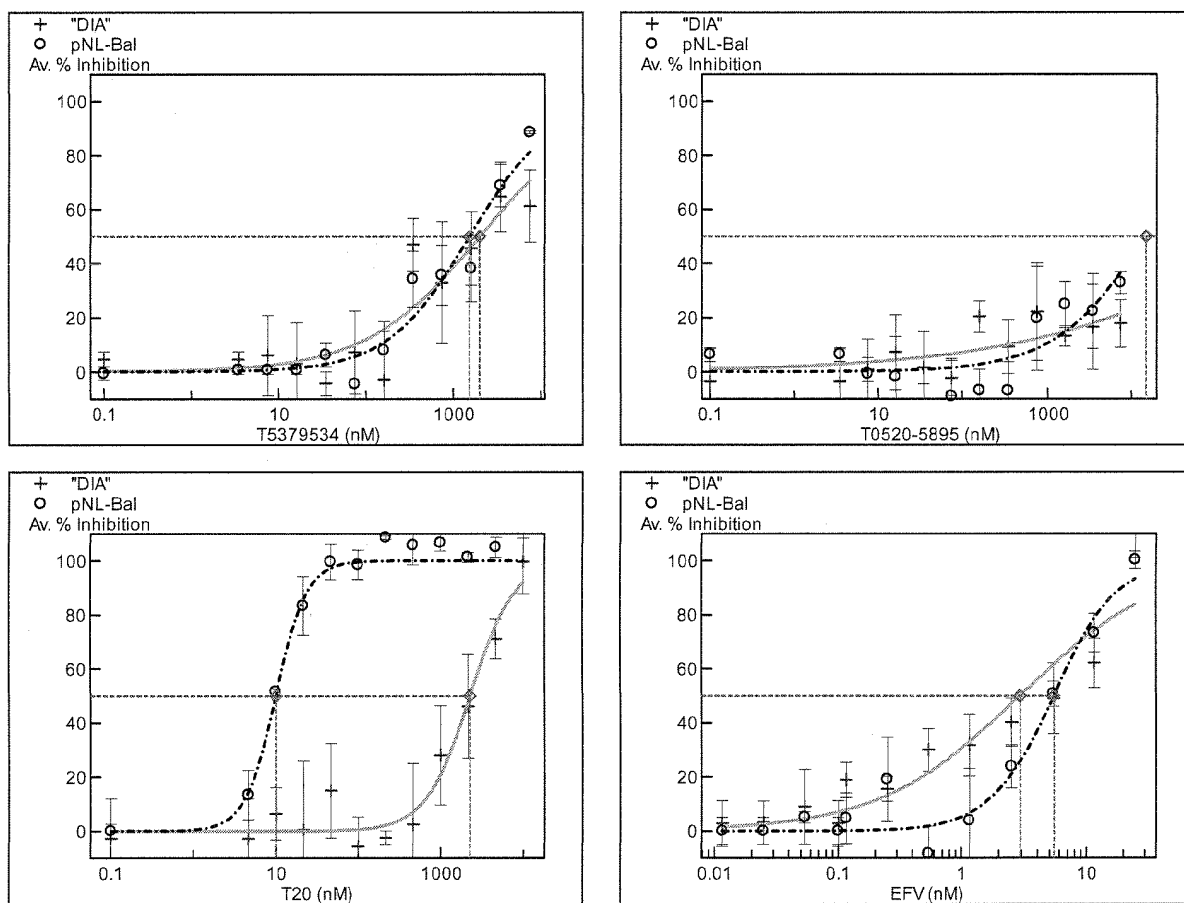 "DIA"
pNL-Bal
Av. % Inhibition
100
80
60
40
20
0
0.1 10 1000
T5379534 (nM)
"DIA"
pNL-Bal
Av. % Inhibition
100
80
60
40
20
0
0.1 10 1000
T0520-5895 (nM)
"DIA"
pNL-Bal
Av. % Inhibition
100
80
60
40
20
0
0.1 10 1000
T20 (nM)
"DIA"
pNL-Bal
Av. % Inhibition
100
80
60
40
20
0
0.01 0.1 1 10
EFV (nM)